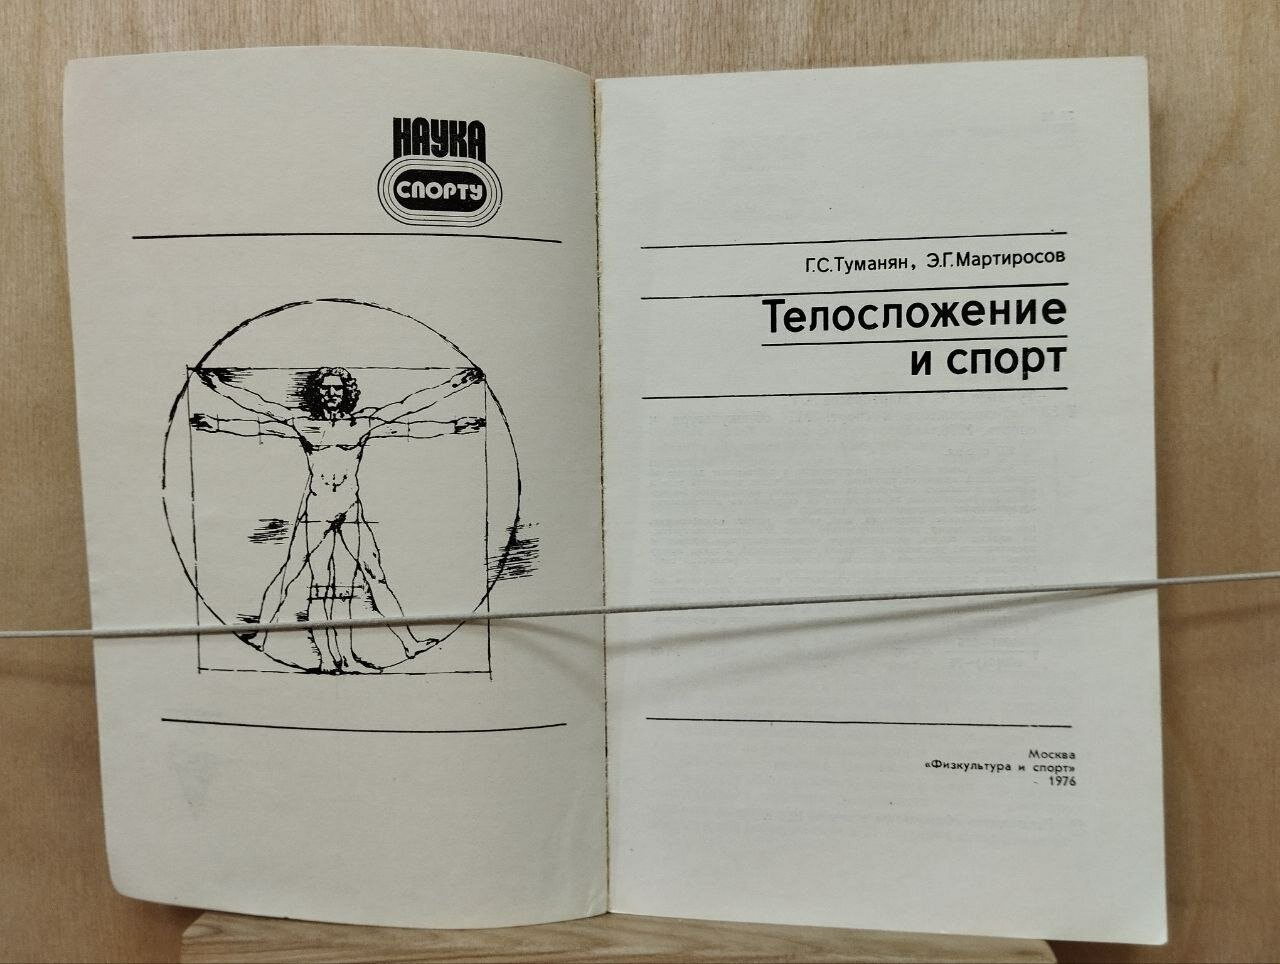 НАУКА
СПОРТУ
Г.С.Туманян, Э.Г.Мартиросов
Телосложение
и спорт
Москва
«Физкультура и спорт»
1976